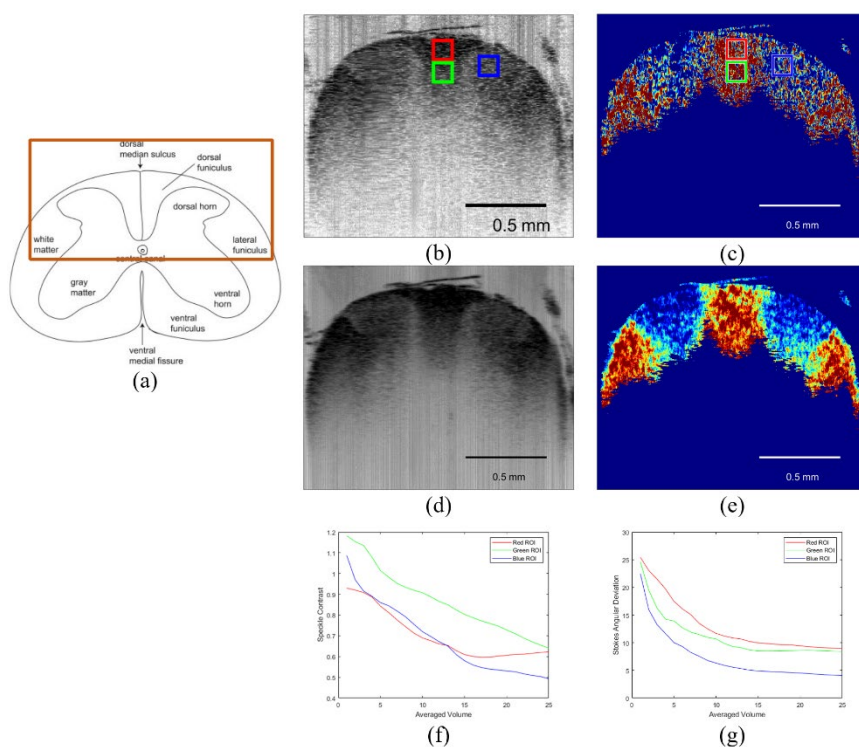 dorsal
median sulcus
dorsal
funiculus
dorsal horn
white
matter
lateral
funiculus
central canal
gray
matter
ventral
horn
ventral
funiculus
ventral
medial fissure
(a)
0.5 mm
(b)
0.5 mm
(c)
0.5 mm
(d)
0.5 mm
(e)
Speckle Contrast
1.2
1.1
1
0.9
0.8
0.7
0.6
0.5
0.4
0 5 10 15 20 25
Averaged Volume
Red ROI
Green ROI
Blue ROI
(f)
Stokes Angular Deviation
30
25
20
15
10
5
0
0 5 10 15 20 25
Averaged Volume
Red ROI
Green ROI
Blue ROI
(g)